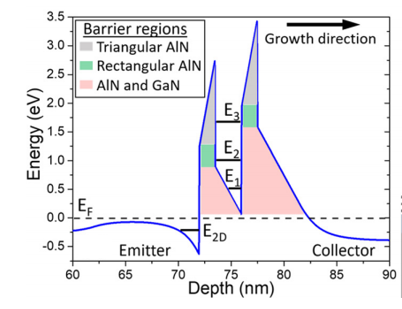 3.5
3.0
2.5
2.0
1.5
1.0
0.5
0.0
-0.5
Energy (eV)
Barrier regions
Triangular AlN
Rectangular AlN
AlN and GaN
Growth direction
E3
E2
E1
EF
E2D
Emitter
Collector
60 65 70 75 80 85 90
Depth (nm)